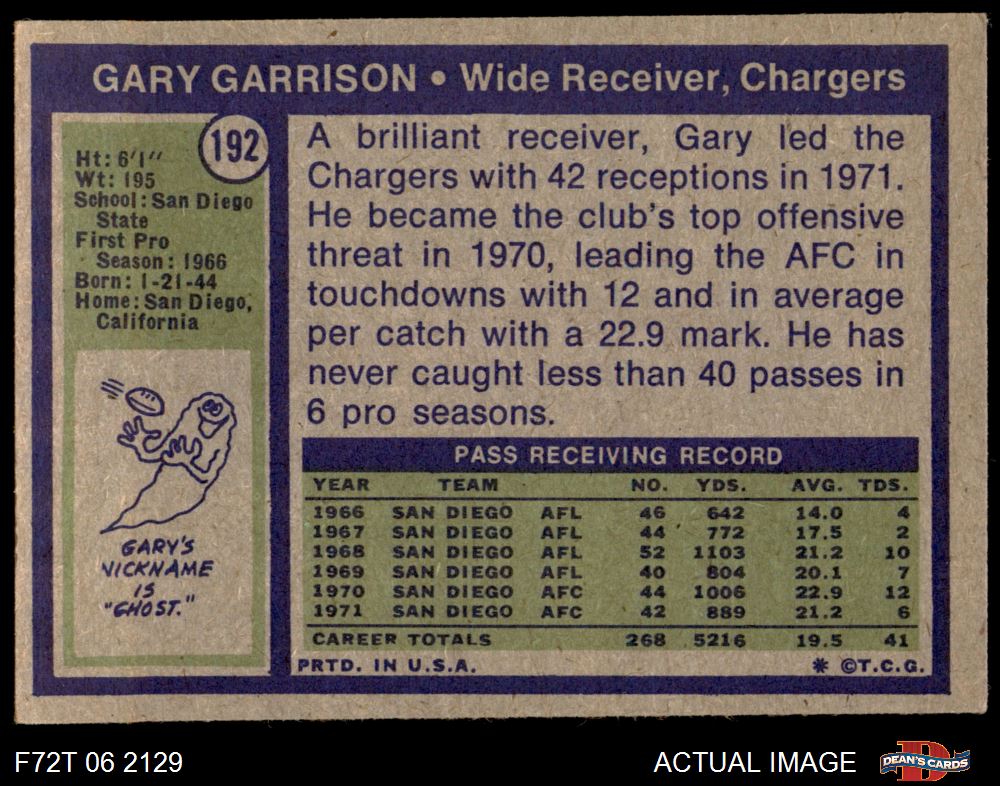 GARY GARRISON • Wide Receiver, Chargers
192
Ht: 6'1"
Wt: 195
School: San Diego
State
First Pro
Season: 1966
Born: 1-21-44
Home: San Diego,
California
GARY'S
NICKNAME
IS
"GHOST."
A brilliant receiver, Gary led the
Chargers with 42 receptions in 1971.
He became the club's top offensive
threat in 1970, leading the AFC in
touchdowns with 12 and in average
per catch with a 22.9 mark. He has
never caught less than 40 passes in
6 pro seasons.
PASS RECEIVING RECORD
YEAR TEAM NO. YDS. AVG. TDS.
1966 SAN DIEGO AFL 46 642 14.0 4
1967 SAN DIEGO AFL 44 772 17.5 2
1968 SAN DIEGO AFL 52 1103 21.2 10
1969 SAN DIEGO AFL 40 804 20.1 7
1970 SAN DIEGO AFC 44 1006 22.9 12
1971 SAN DIEGO AFC 42 889 21.2 6
CAREER TOTALS 268 5216 19.5 41
PRTD. IN U.S.A. * ©T.C.G.
F72T 06 2129 ACTUAL IMAGE D DEAN'S CARDS